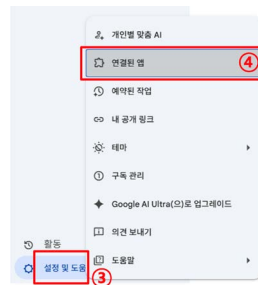 개인별 맞춤 AI
연결된 앱
④
예약된 작업
내 공개 링크
테마
구독 관리
Google AI Ultra(으)로 업그레이드
의견 보내기
도움말
활동
설정 및 도움
③